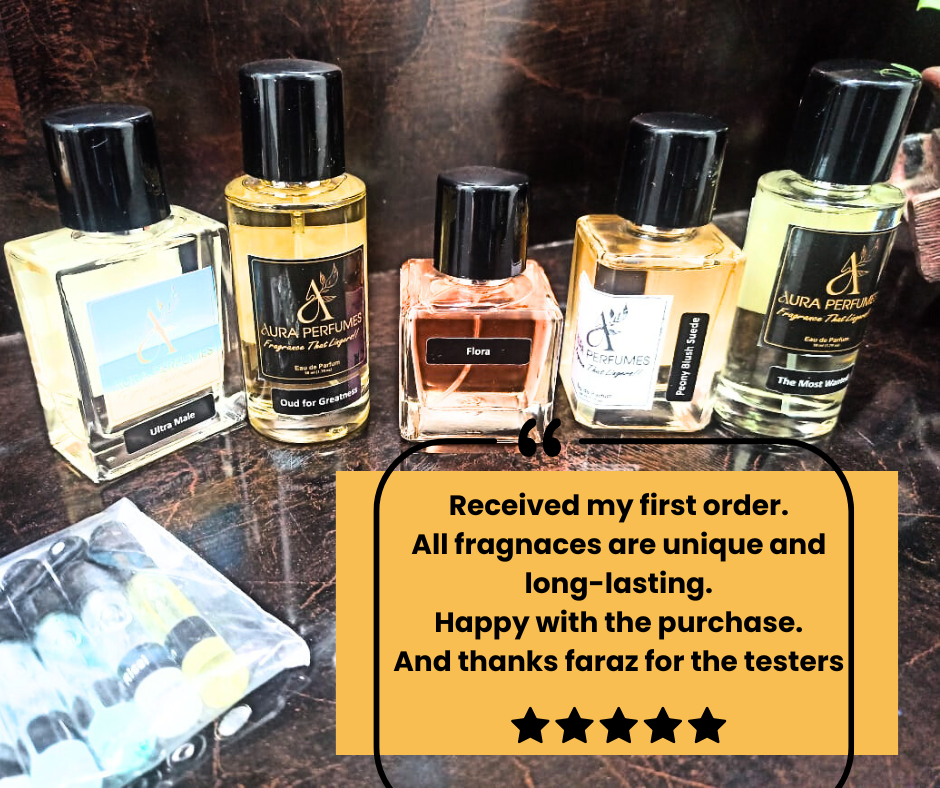 AURA PERFUMES
Fragrance That Lingers!!
Eau de Parfum
Oud for Greatness
Ultra Male
Flora
PERFUMES
That Lingers!!
Peony Blush Suede
AURA PERFUMES
Fragrance That Lingers!!
Eau de Parfum
The Most Wanted
“
Received my first order.
All fragnaces are unique and
long-lasting.
Happy with the purchase.
And thanks faraz for the testers